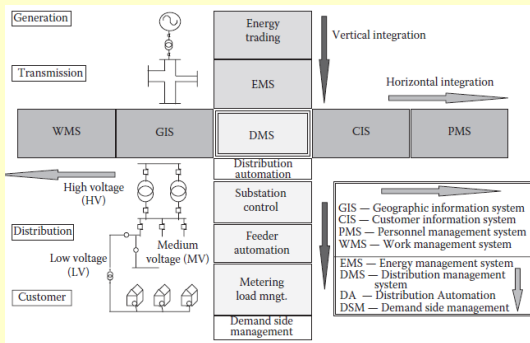 Generation
Energy
trading
Vertical integration
Transmission
EMS
Horizontal integration
WMS
GIS
DMS
CIS
PMS
Distribution
automation
High voltage
(HV)
Substation
control
GIS — Geographic information system
CIS — Customer information system
PMS — Personnel management system
WMS — Work management system
Distribution
Medium
voltage (MV)
Feeder
automation
Low voltage
(LV)
EMS — Energy management system
DMS — Distribution management
system
DA — Distribution Automation
DSM — Demand side management
Customer
Metering
load mngt.
Demand side
management